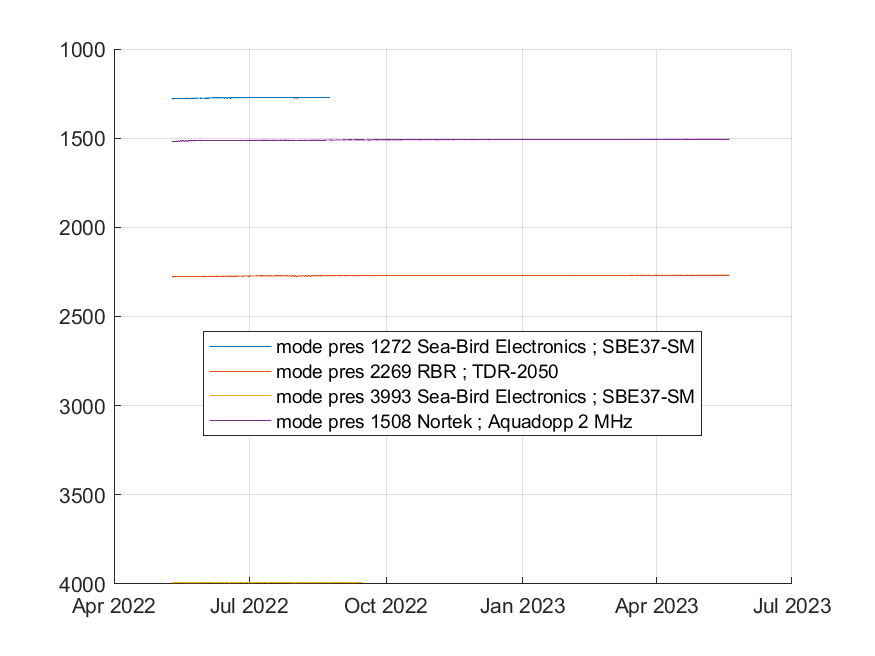 1000
1500
2000
2500
mode pres 1272 Sea-Bird Electronics ; SBE37-SM
mode pres 2269 RBR ; TDR-2050
mode pres 3993 Sea-Bird Electronics ; SBE37-SM
mode pres 1508 Nortek ; Aquadopp 2 MHz
3000
3500
4000
Apr 2022 Jul 2022 Oct 2022 Jan 2023 Apr 2023 Jul 2023